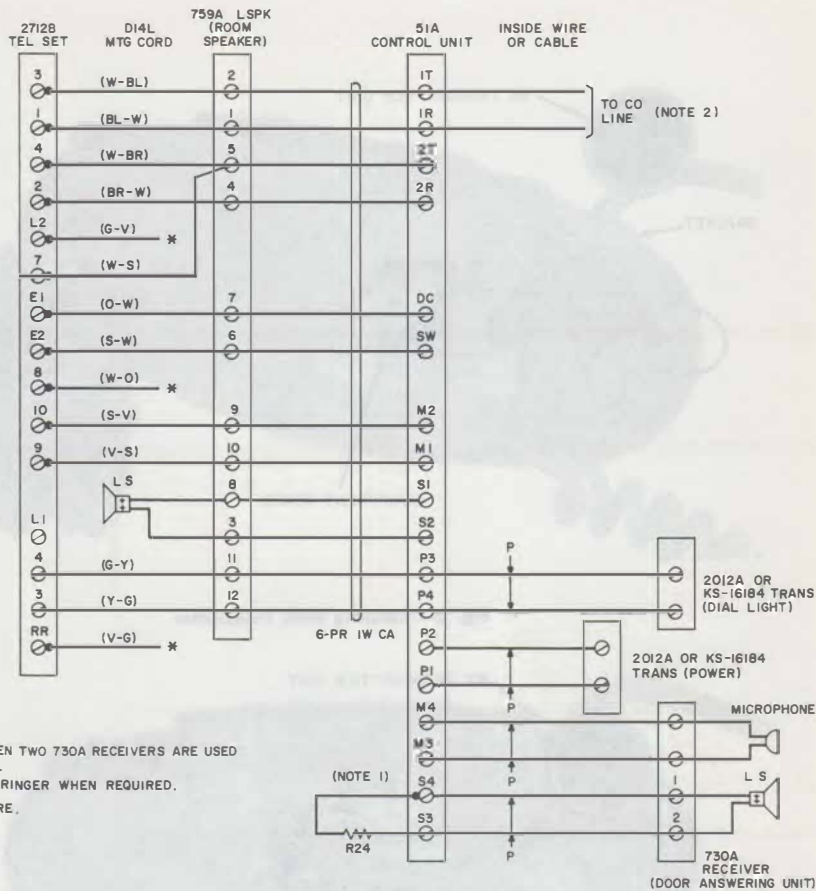 2712B
TEL SET
D14L
MTG CORD
759A LSPK
(ROOM
SPEAKER)
51A
CONTROL UNIT
INSIDE WIRE
OR CABLE
3 (W-BL) 2 1T
1 (BL-W) 1 1R
TO CO
LINE (NOTE 2)
4 (W-BR) 5 2T
2 (BR-W) 4 2R
L2 (G-V) *
7 (W-S)
E1 (O-W) 7 DC
E2 (S-W) 6 SW
8 (W-O) *
10 (S-V) 9 M2
9 (V-S) 10 M1
LS 8 S1
L1 3 S2
4 (G-Y) 11 P3 P
3 (Y-G) 12 P4
2012A OR
KS-16184 TRANS
(DIAL LIGHT)
RR (V-G) *
6-PR IW CA
P2
P1 P
2012A OR KS-16184
TRANS (POWER)
M4
M3 P
MICROPHONE
(NOTE 1) S4 1 LS
R24 S3 P 2
730A
RECEIVER
(DOOR ANSWERING UNIT)
EN TWO 730A RECEIVERS ARE USED
RINGER WHEN REQUIRED.
RE.